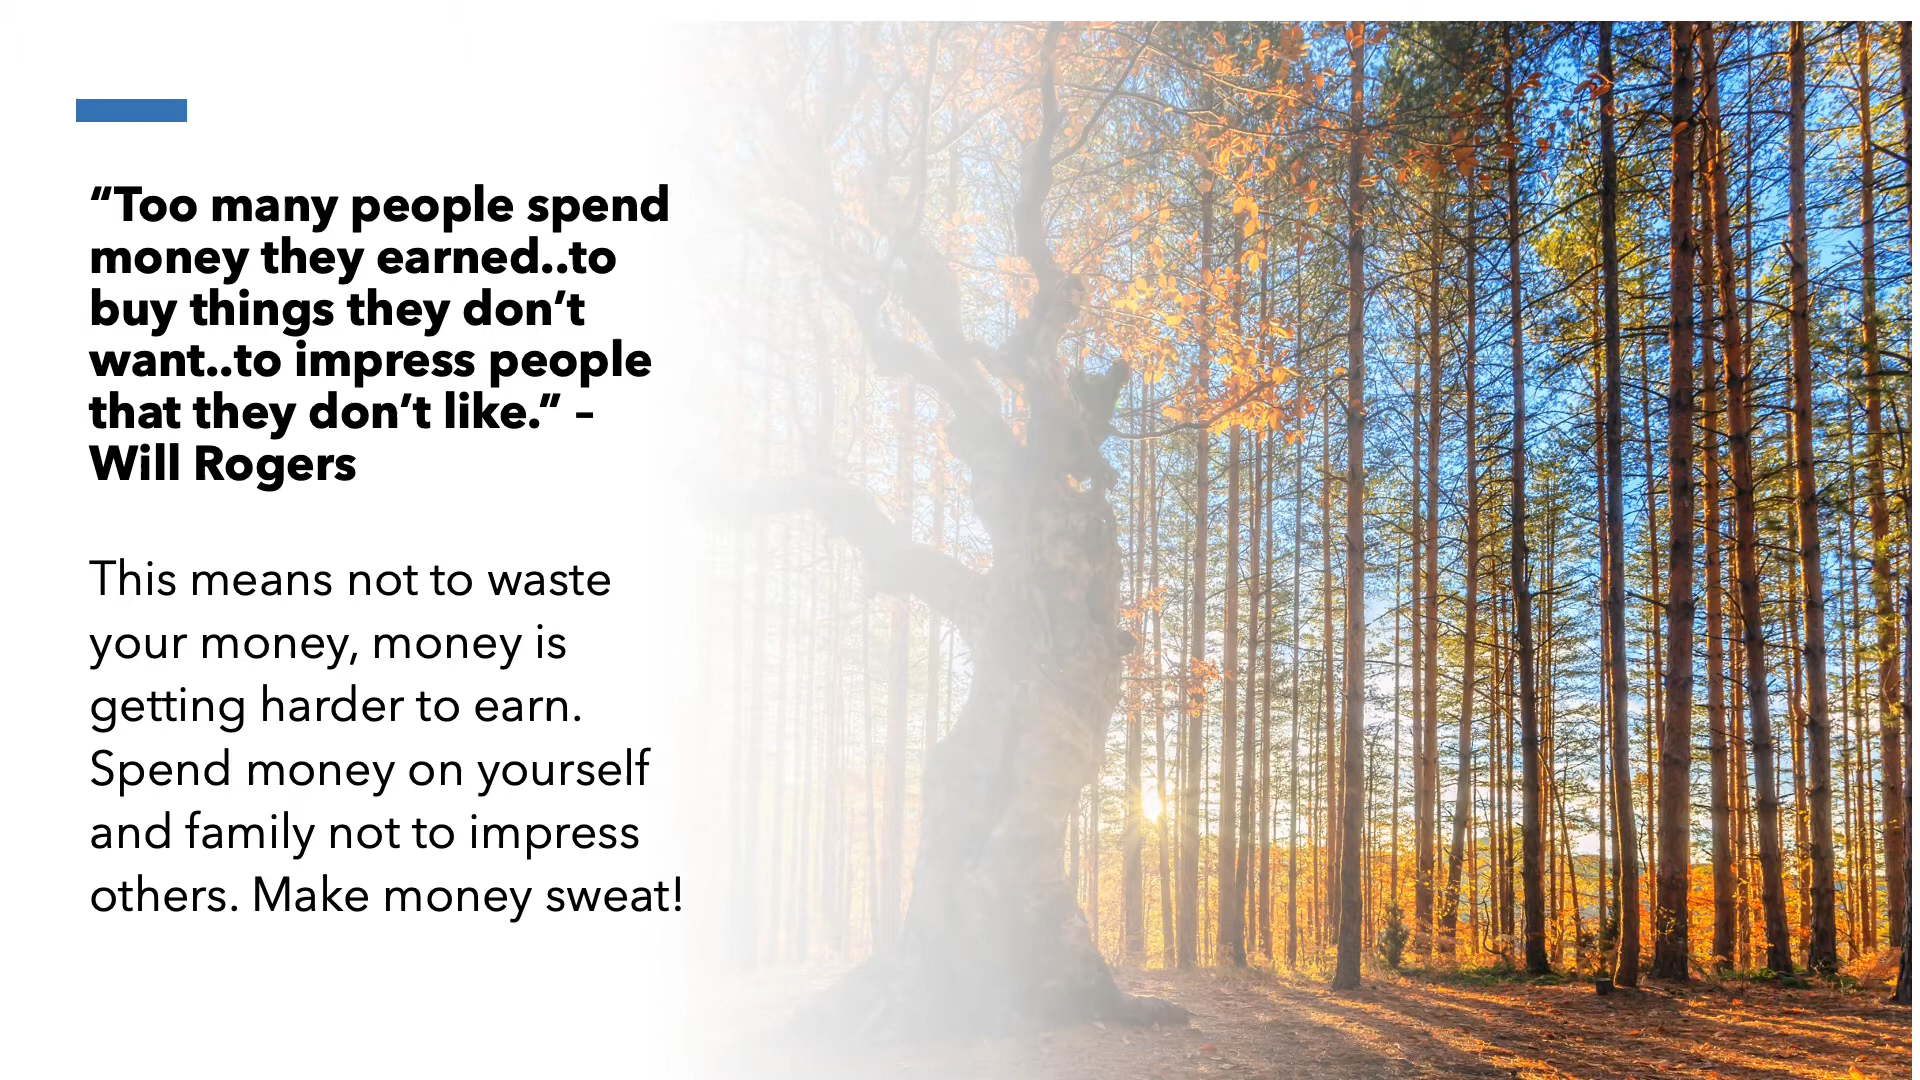 “Too many people spend
money they earned..to
buy things they don’t
want..to impress people
that they don’t like.” –
Will Rogers
This means not to waste
your money, money is
getting harder to earn.
Spend money on yourself
and family not to impress
others. Make money sweat!